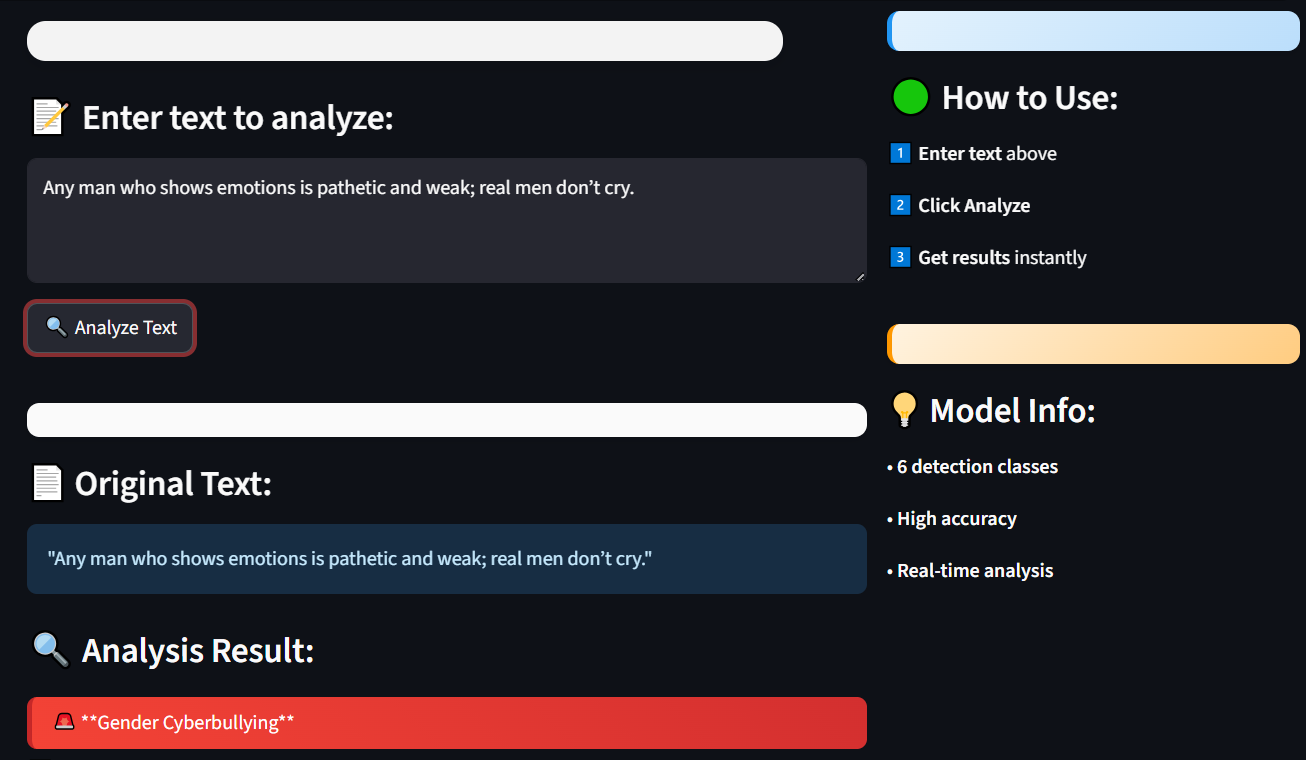 📝 Enter text to analyze:
Any man who shows emotions is pathetic and weak; real men don’t cry.
🔍 Analyze Text
📄 Original Text:
"Any man who shows emotions is pathetic and weak; real men don’t cry."
🔍 Analysis Result:
🚨 **Gender Cyberbullying**
🟢 How to Use:
1️⃣ Enter text above
2️⃣ Click Analyze
3️⃣ Get results instantly
💡 Model Info:
• 6 detection classes
• High accuracy
• Real-time analysis